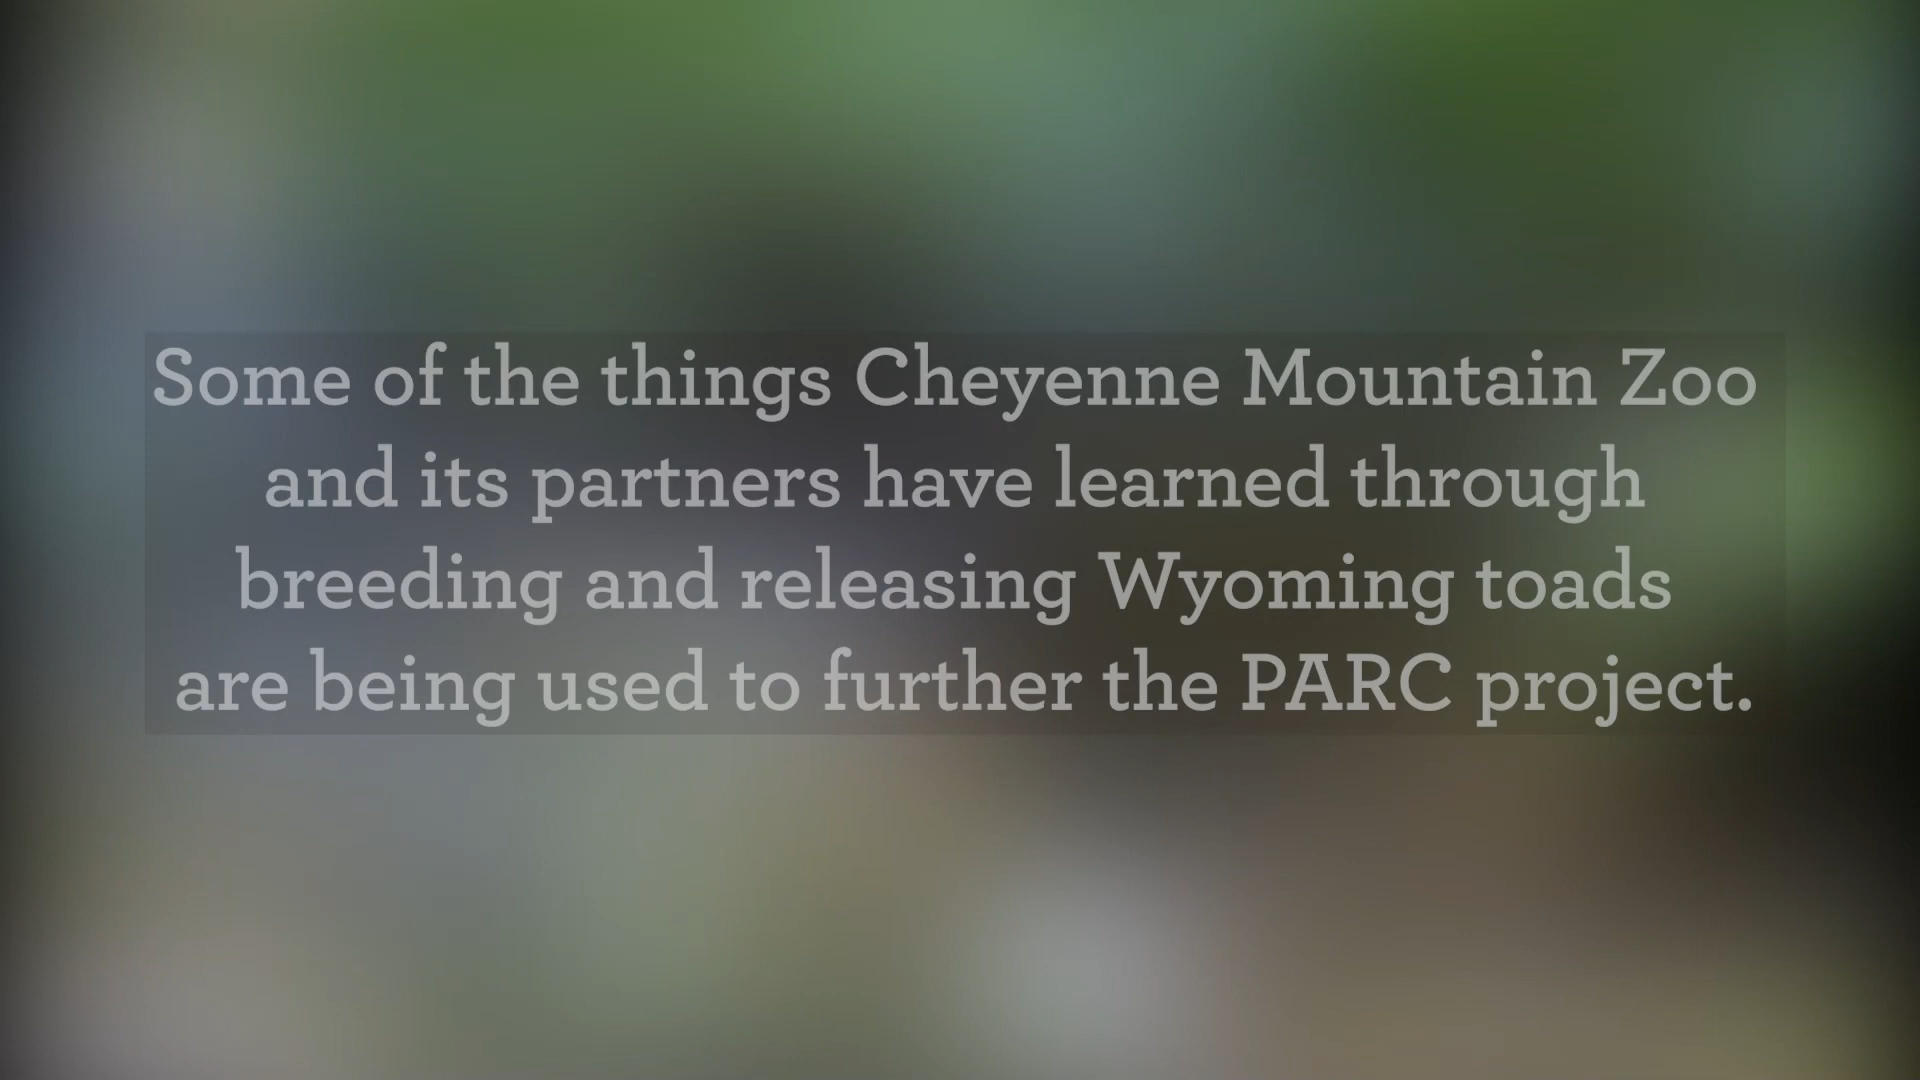 Some of the things Cheyenne Mountain Zoo
and its partners have learned through
breeding and releasing Wyoming toads
are being used to further the PARC project.